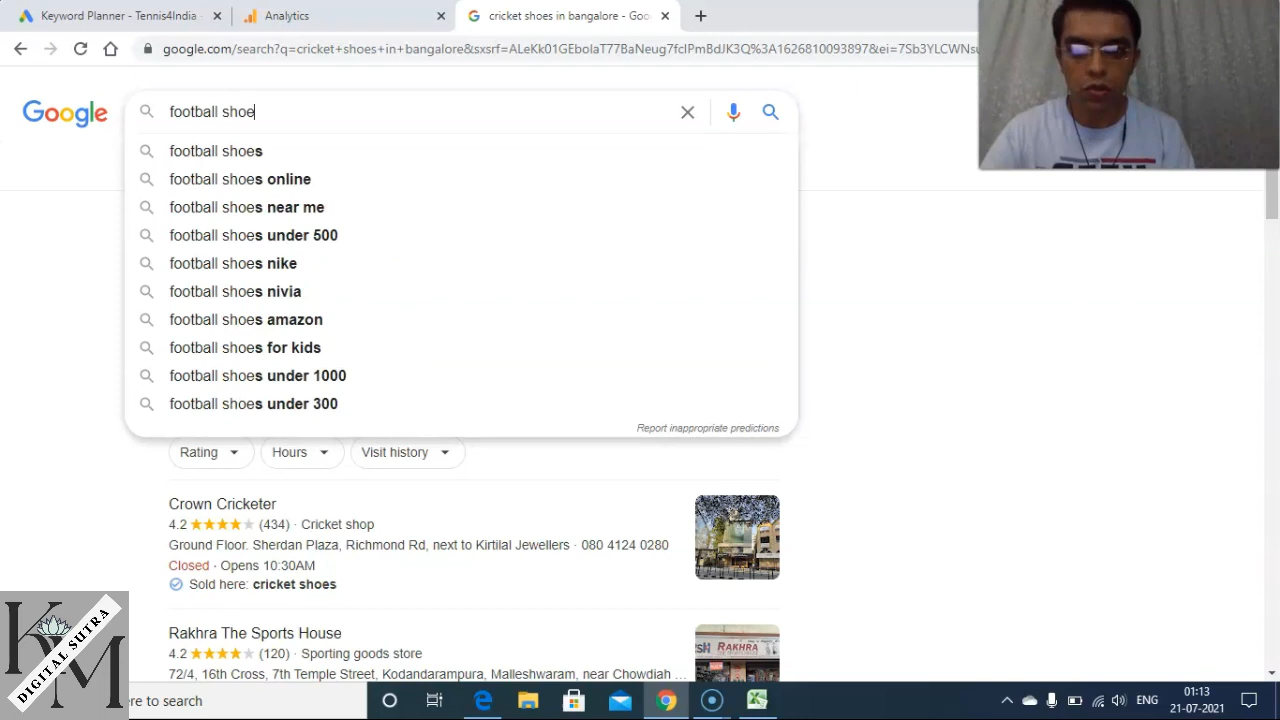 Keyword Planner - Tennis4India
Analytics
cricket shoes in bangalore - Goo
google.com/search?q=cricket+shoes+in+bangalore&sxsrf=ALeKk01GEbolaT77BaNeug7fcIPmBdJK3Q%3A1626810093897&ei=7Sb3YLCWNsu
Google
football shoe
football shoes
football shoes online
football shoes near me
football shoes under 500
football shoes nike
football shoes nivia
football shoes amazon
football shoes for kids
football shoes under 1000
football shoes under 300
Report inappropriate predictions
Rating
Hours
Visit history
Crown Cricketer
4.2 (434) · Cricket shop
Ground Floor. Sherdan Plaza, Richmond Rd, next to Kirtilal Jewellers · 080 4124 0280
Closed · Opens 10:30AM
Sold here: cricket shoes
Rakhra The Sports House
4.2 (120) · Sporting goods store
72/4, 16th Cross, 7th Temple Street, Kodandarampura, Malleshwaram, near Chowdiah ...
RAKHRA
KM
DIGITAL SUTRA
ere to search
ENG
01:13
21-07-2021